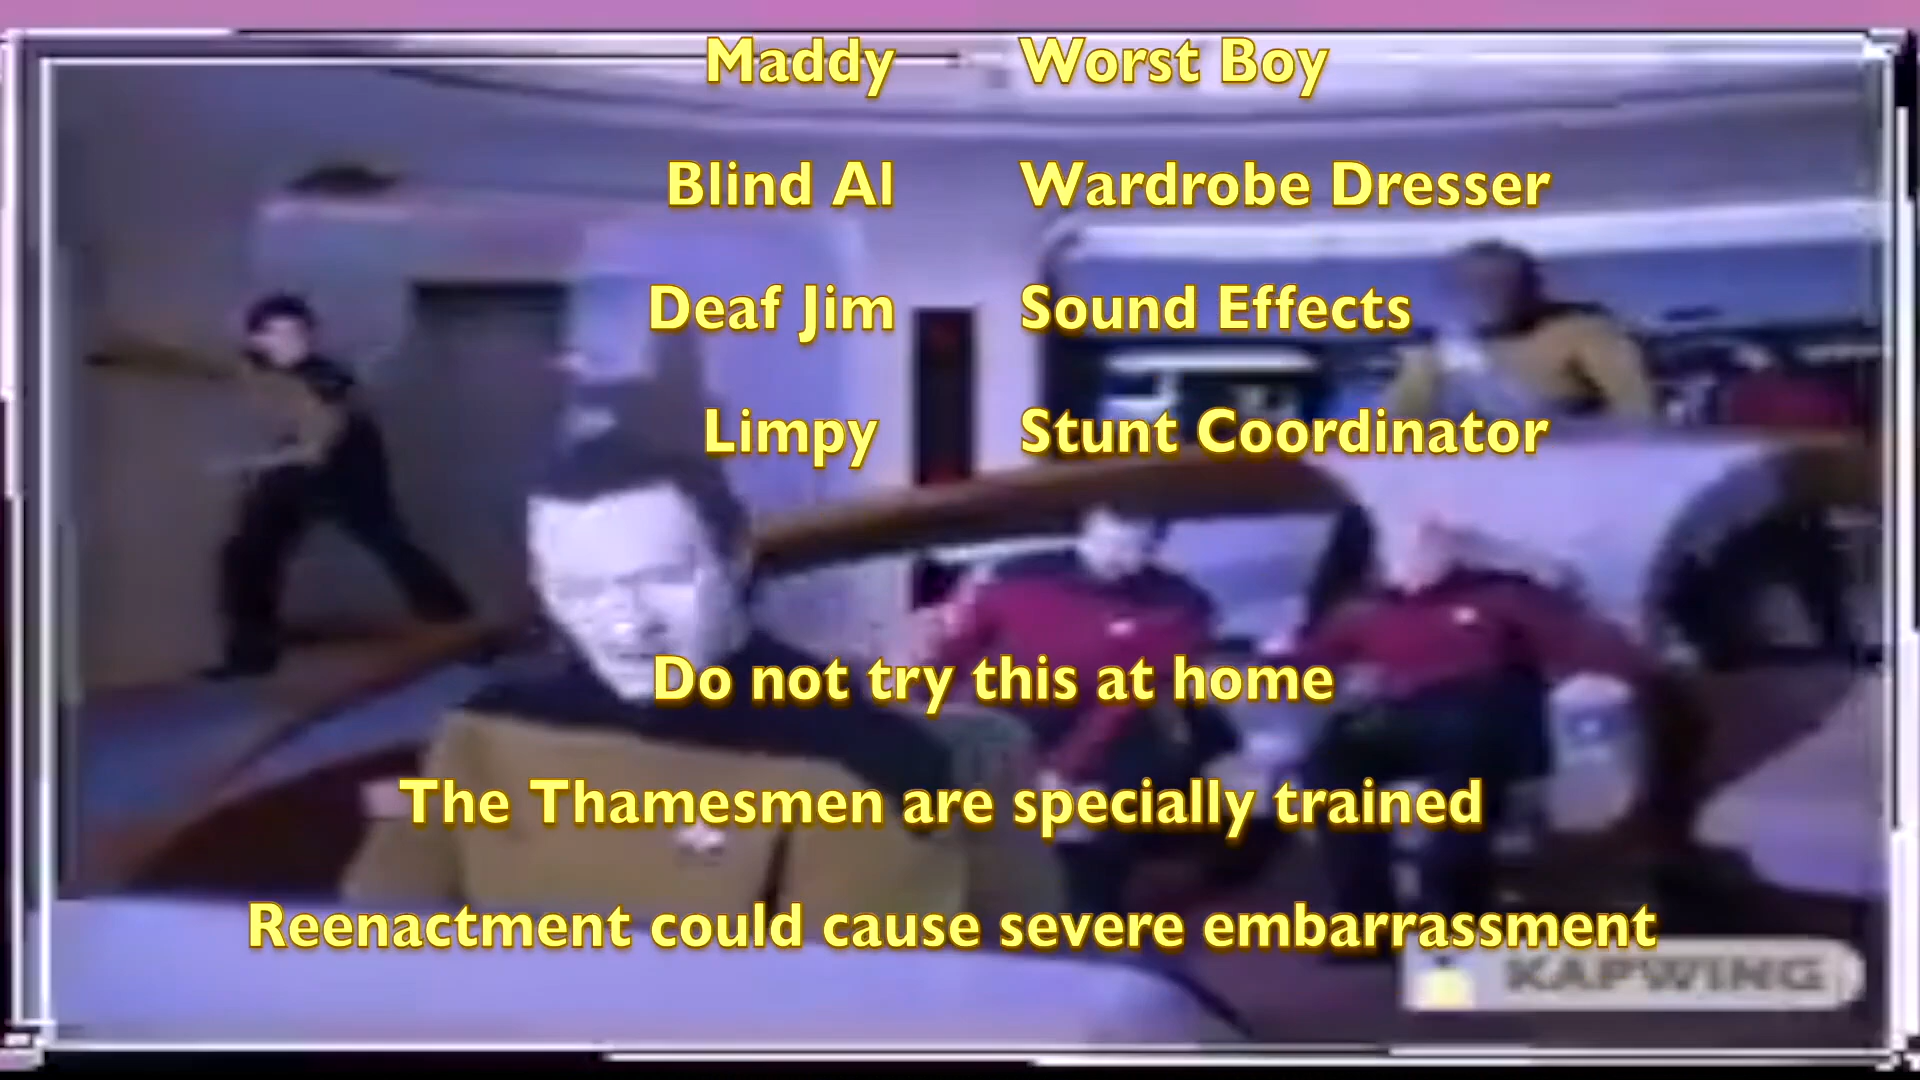 Maddy Worst Boy
Blind Al Wardrobe Dresser
Deaf Jim Sound Effects
Limpy Stunt Coordinator
Do not try this at home
The Thamesmen are specially trained
Reenactment could cause severe embarrassment
KAPWING